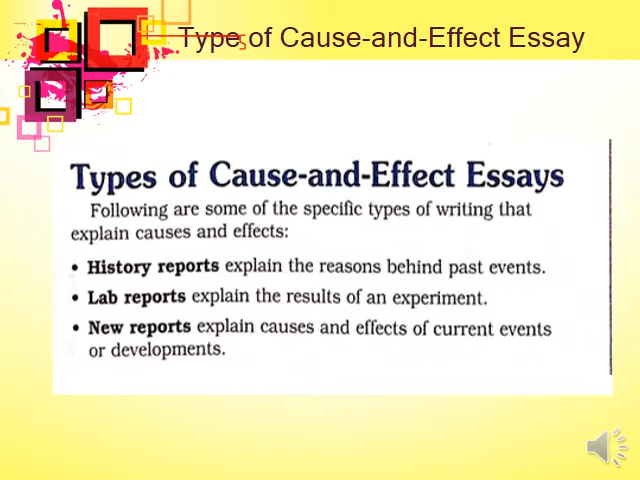 Types of Cause-and-Effect Essay
Types of Cause-and-Effect Essays
Following are some of the specific types of writing that
explain causes and effects:
• History reports explain the reasons behind past events.
• Lab reports explain the results of an experiment.
• New reports explain causes and effects of current events
or developments.